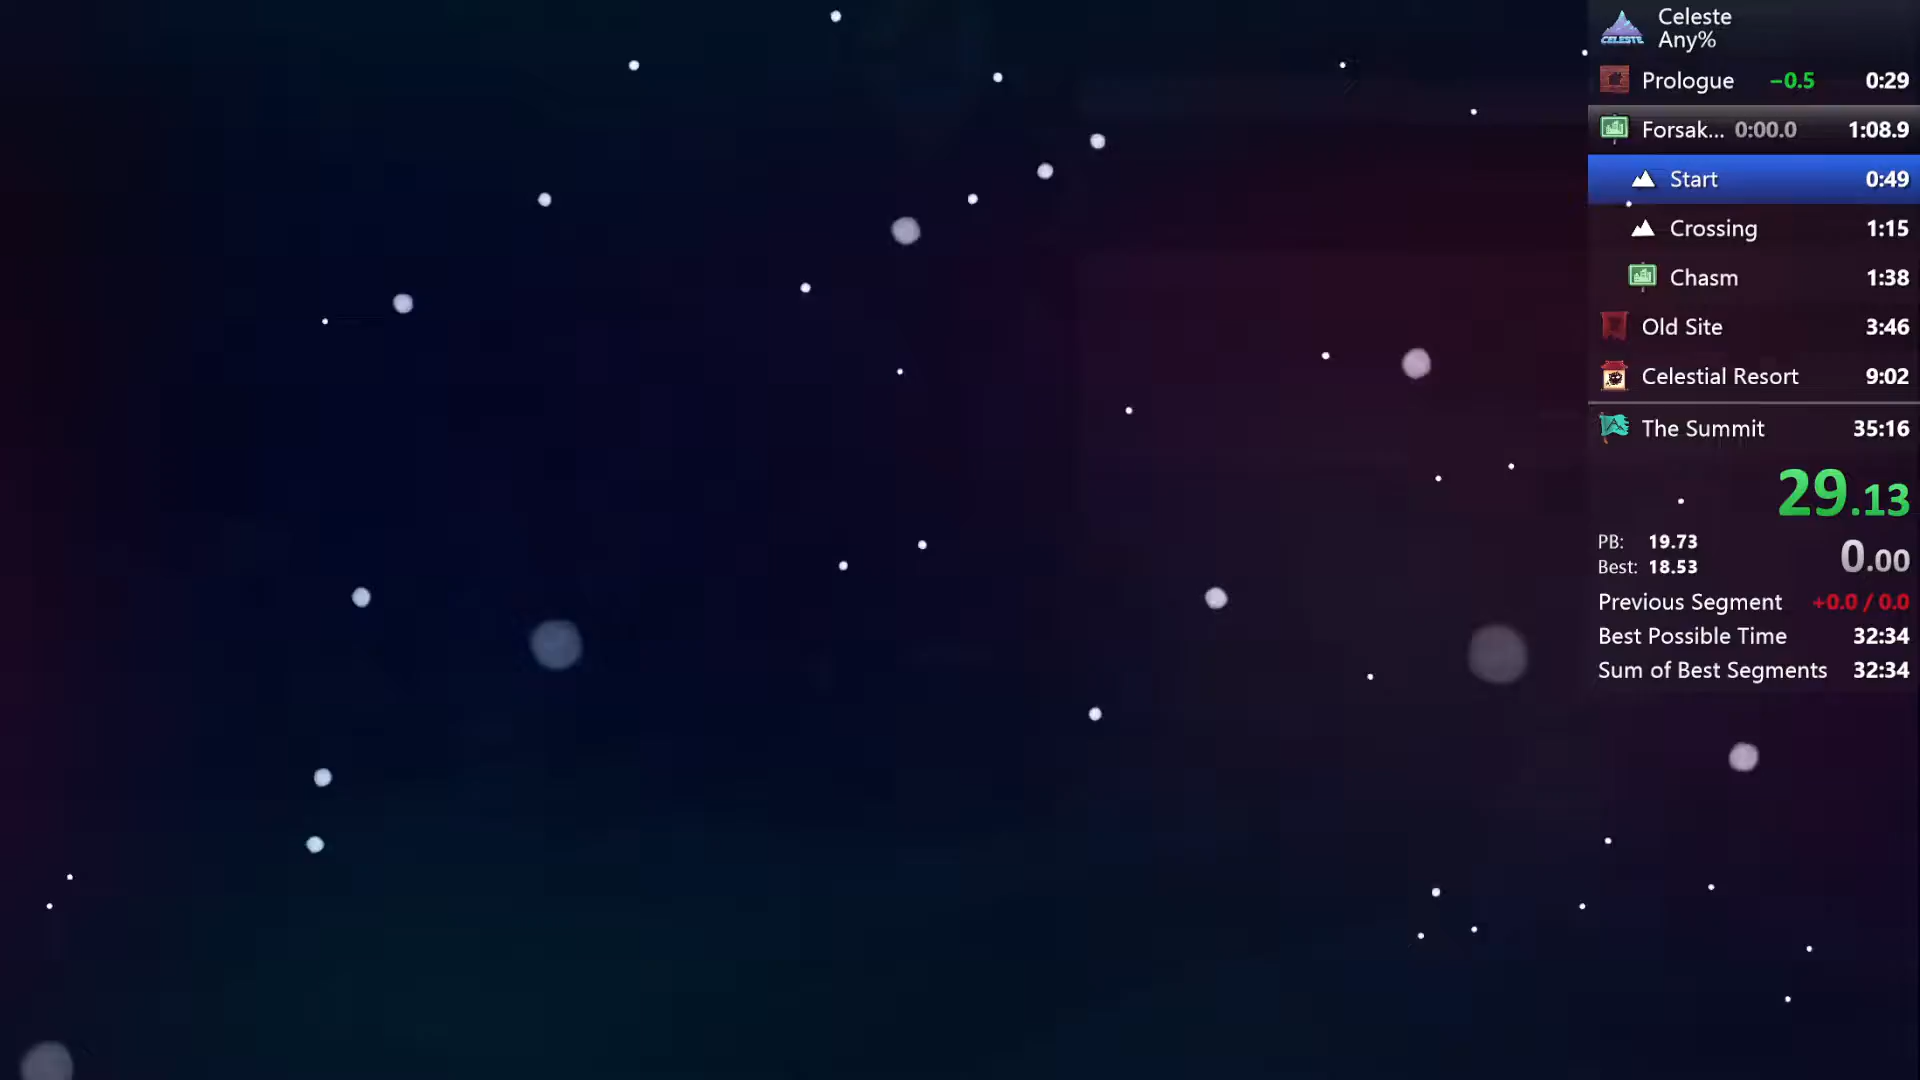 Celeste
Any%
Prologue −0.5 0:29
Forsak... 0:00.0 1:08.9
Start 0:49
Crossing 1:15
Chasm 1:38
Old Site 3:46
Celestial Resort 9:02
The Summit 35:16
29.13
PB: 19.73
Best: 18.53
0.00
Previous Segment +0.0 / 0.0
Best Possible Time 32:34
Sum of Best Segments 32:34